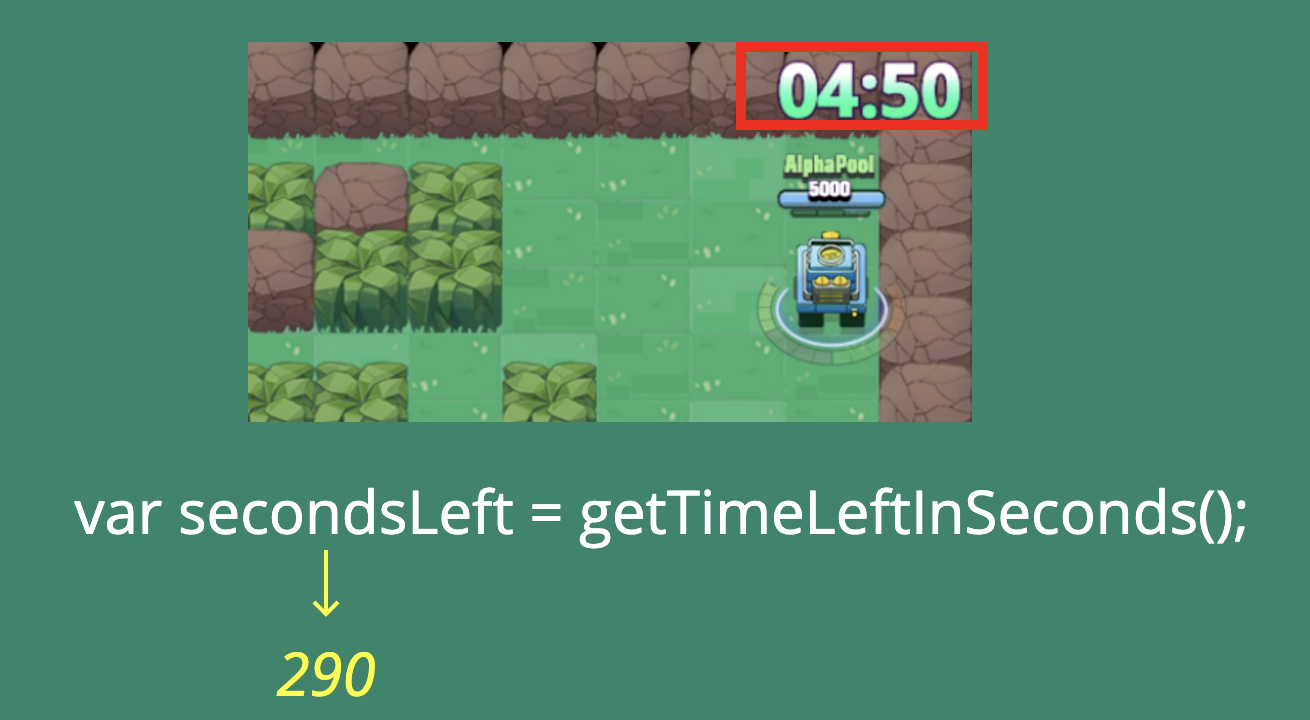 04:50
AlphaPool
5000
var secondsLeft = getTimeLeftInSeconds();
290